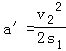 a′ = v₂² / 2s₁